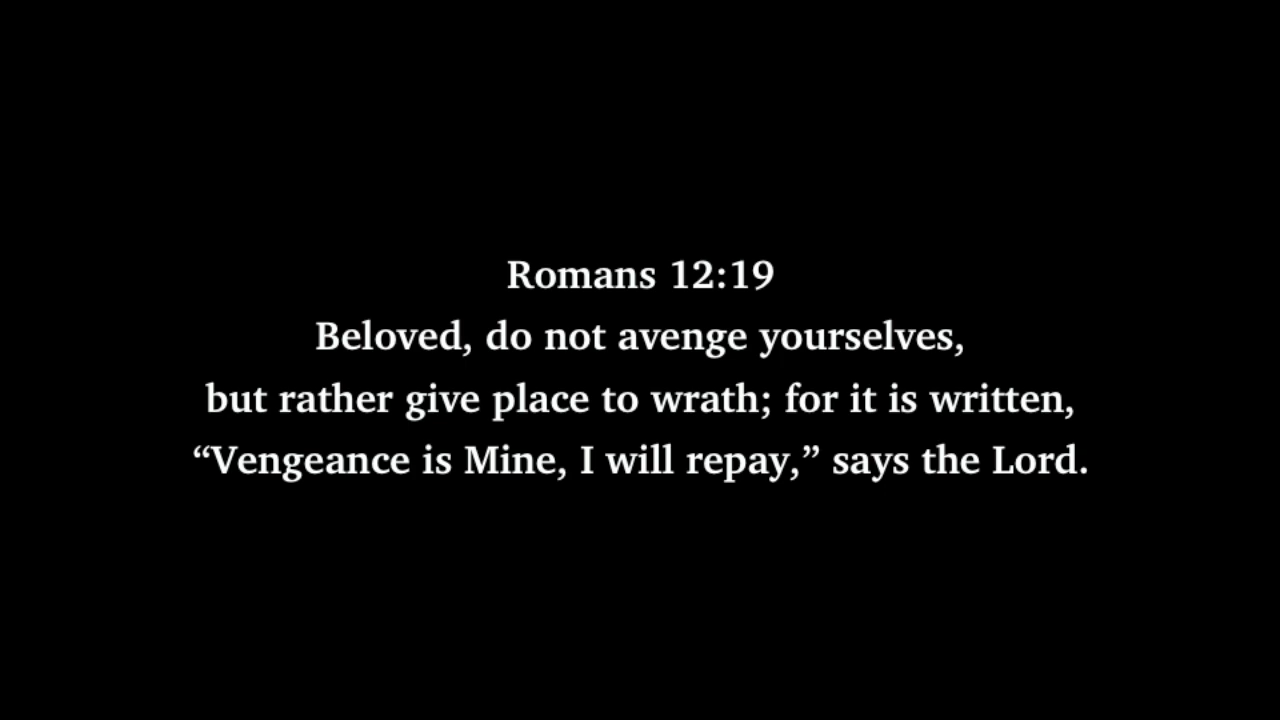 Romans 12:19
Beloved, do not avenge yourselves,
but rather give place to wrath; for it is written,
“Vengeance is Mine, I will repay,” says the Lord.